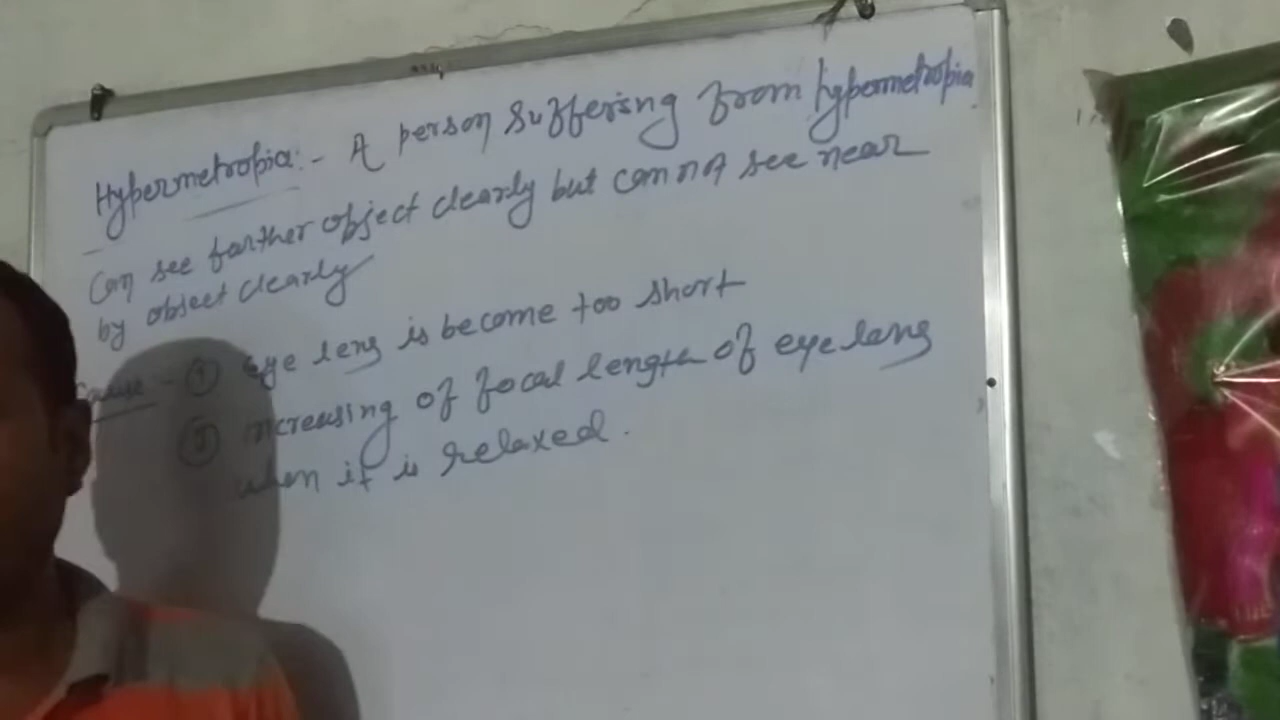 Hypermetropia:- A person suffering from hypermetropia
can see farther object clearly but can not see near
by object clearly
Cause - ① Eye lens is become too short
② increasing of focal length of eye lens
when it is relaxed.